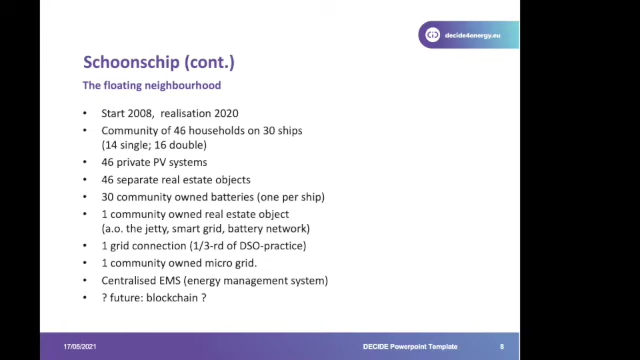 decide4energy.eu
Schoonschip (cont.)
The floating neighbourhood
• Start 2008, realisation 2020
• Community of 46 households on 30 ships
(14 single; 16 double)
• 46 private PV systems
• 46 separate real estate objects
• 30 community owned batteries (one per ship)
• 1 community owned real estate object
(a.o. the jetty, smart grid, battery network)
• 1 grid connection (1/3-rd of DSO-practice)
• 1 community owned micro grid.
• Centralised EMS (energy management system)
• ? future: blockchain ?
17/05/2021 DECIDE Powerpoint Template 8